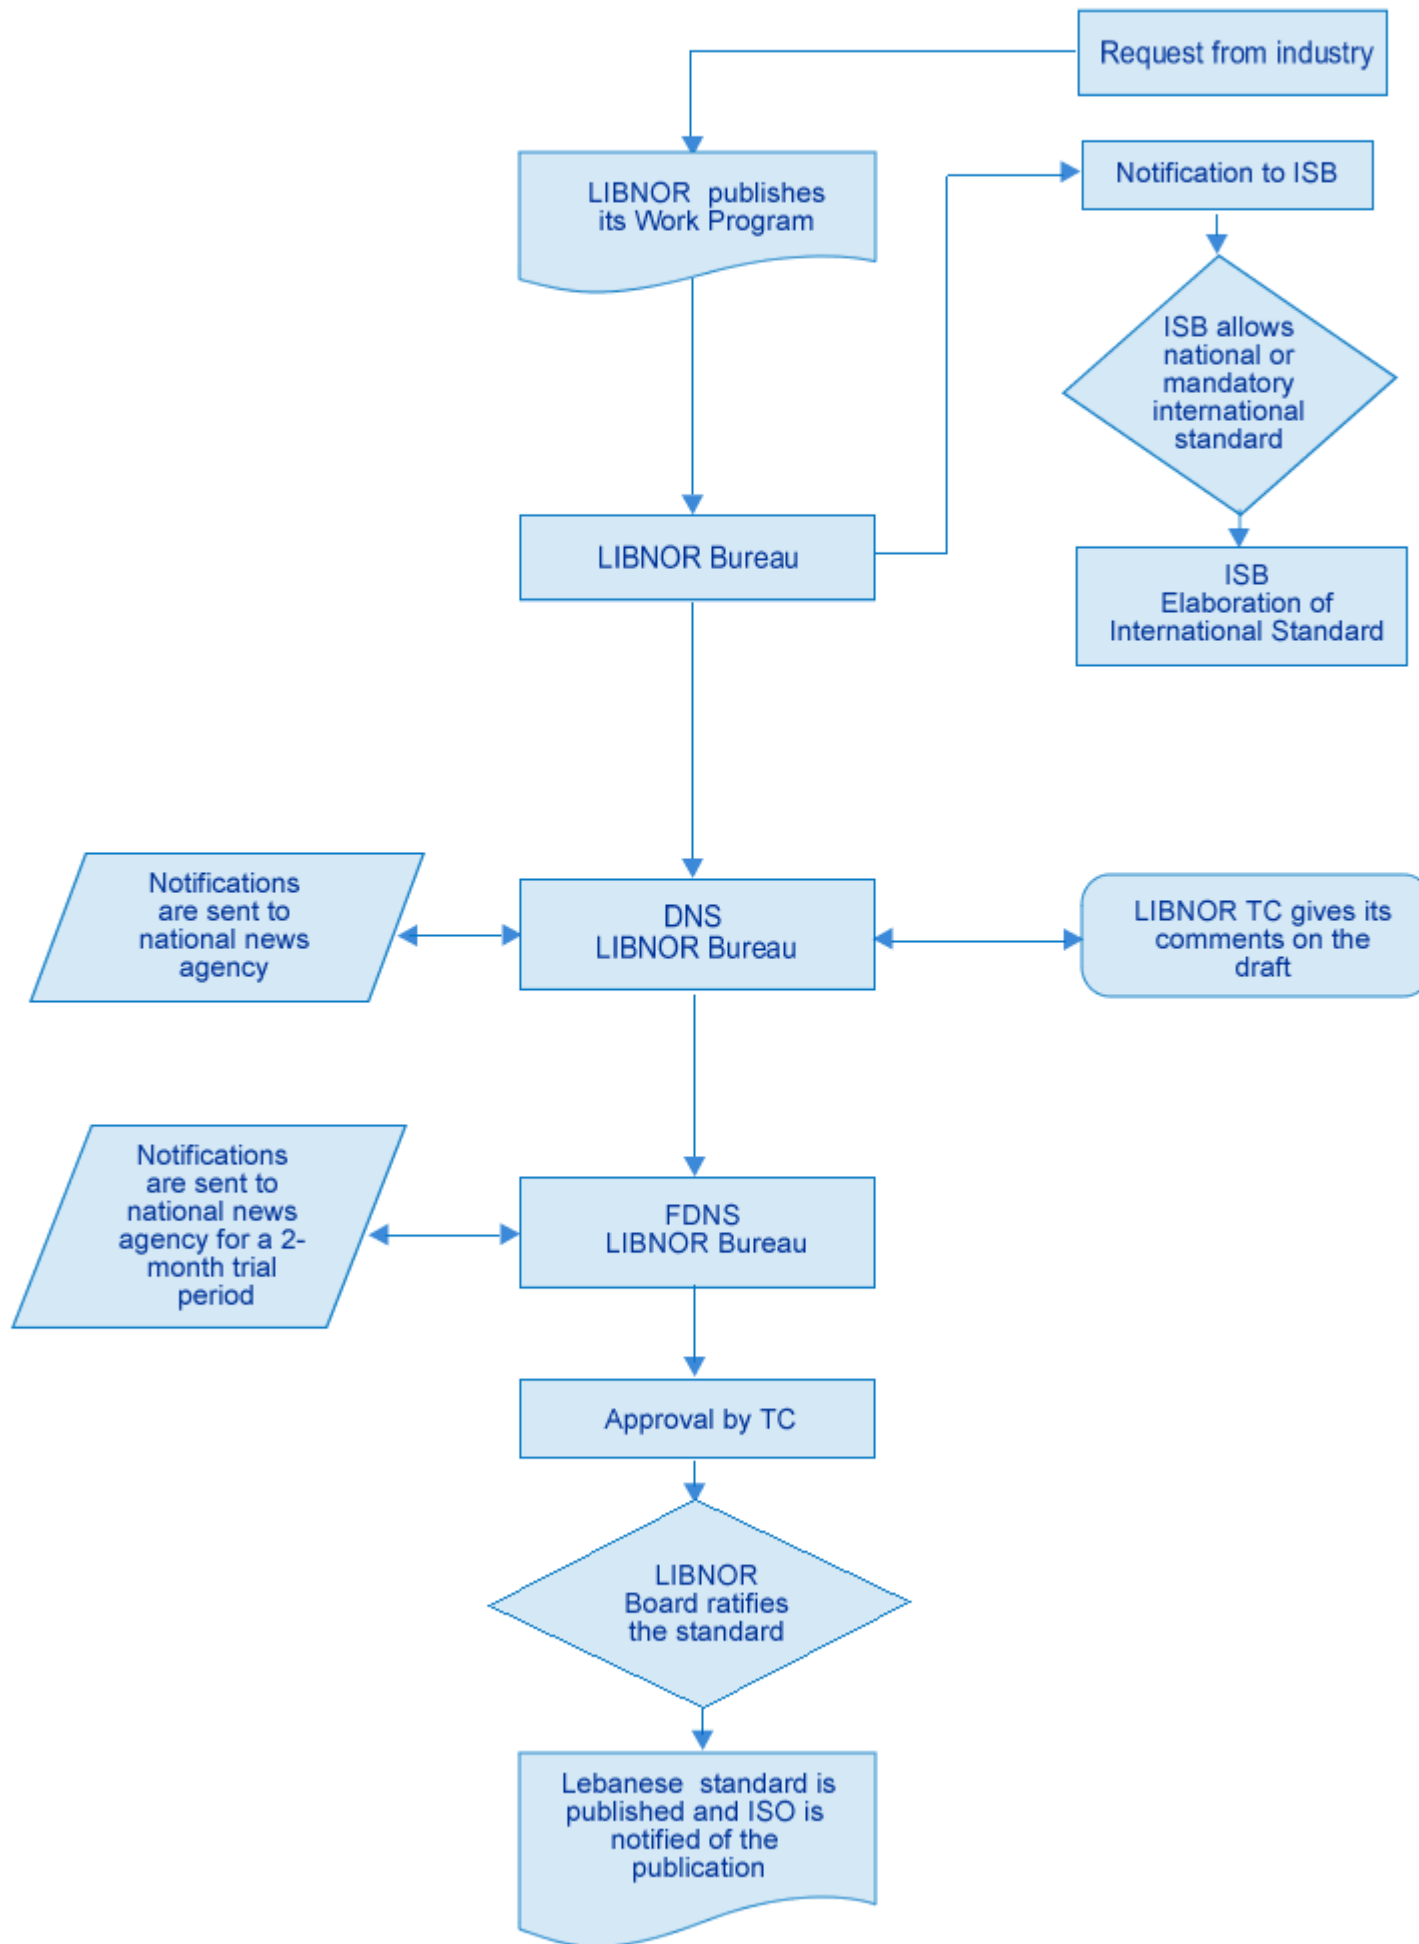 Request from industry
LIBNOR publishes
its Work Program
Notification to ISB
ISB allows
national or
mandatory
international
standard
LIBNOR Bureau
ISB
Elaboration of
International Standard
Notifications
are sent to
national news
agency
DNS
LIBNOR Bureau
LIBNOR TC gives its
comments on the
draft
Notifications
are sent to
national news
agency for a 2-
month trial
period
FDNS
LIBNOR Bureau
Approval by TC
LIBNOR
Board ratifies
the standard
Lebanese standard is
published and ISO is
notified of the
publication